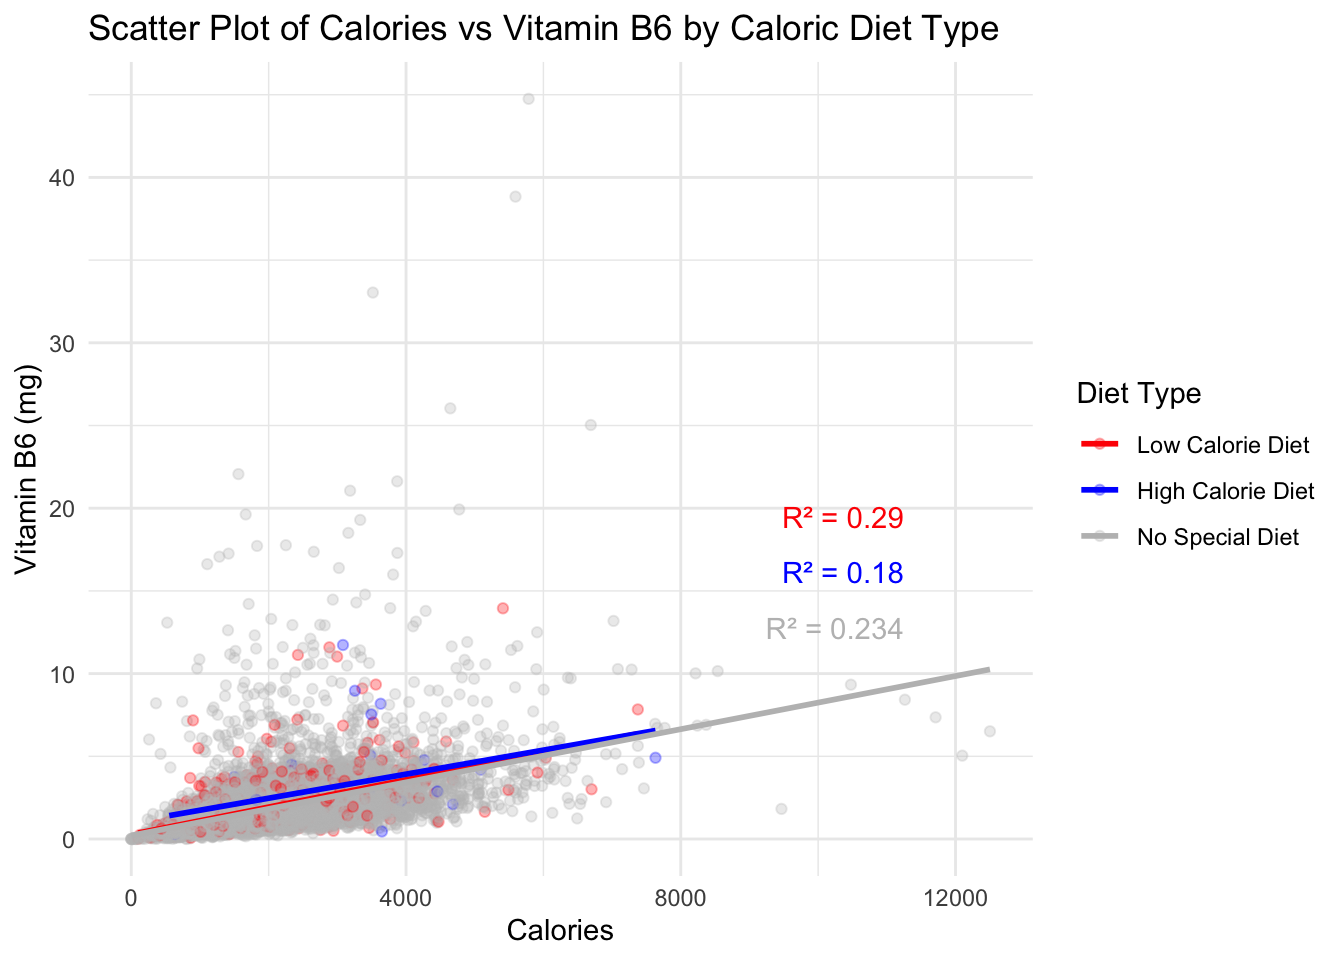 Scatter Plot of Calories vs Vitamin B6 by Caloric Diet Type
Vitamin B6 (mg)
40
30
20
10
0
R² = 0.29
R² = 0.18
R² = 0.234
0
4000
8000
12000
Calories
Diet Type
Low Calorie Diet
High Calorie Diet
No Special Diet